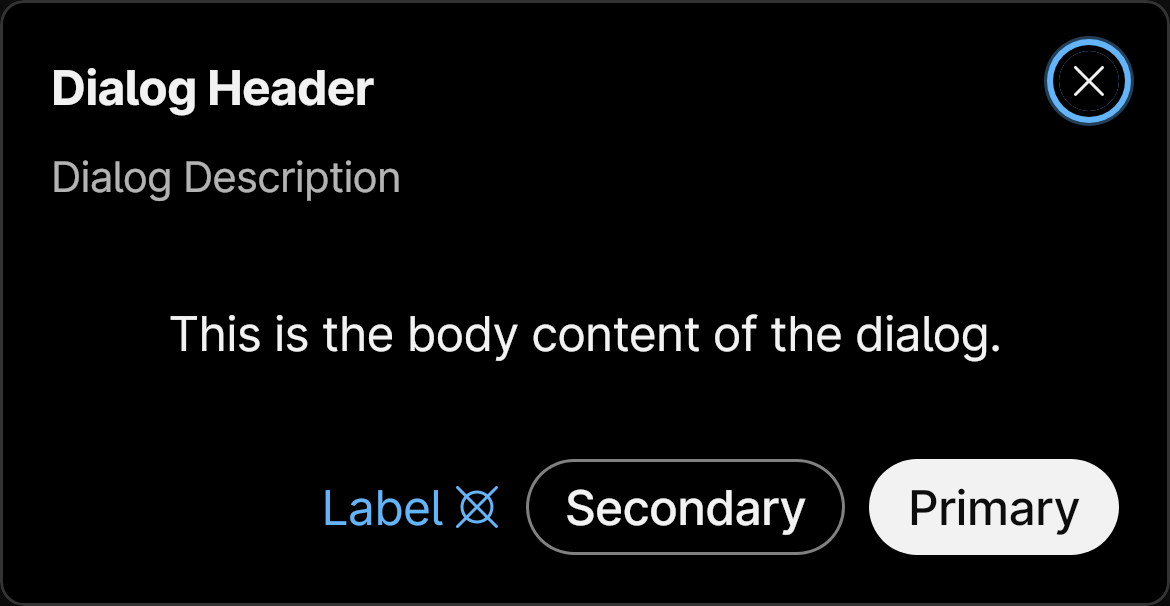 Dialog Header
Dialog Description
This is the body content of the dialog.
Label Secondary Primary